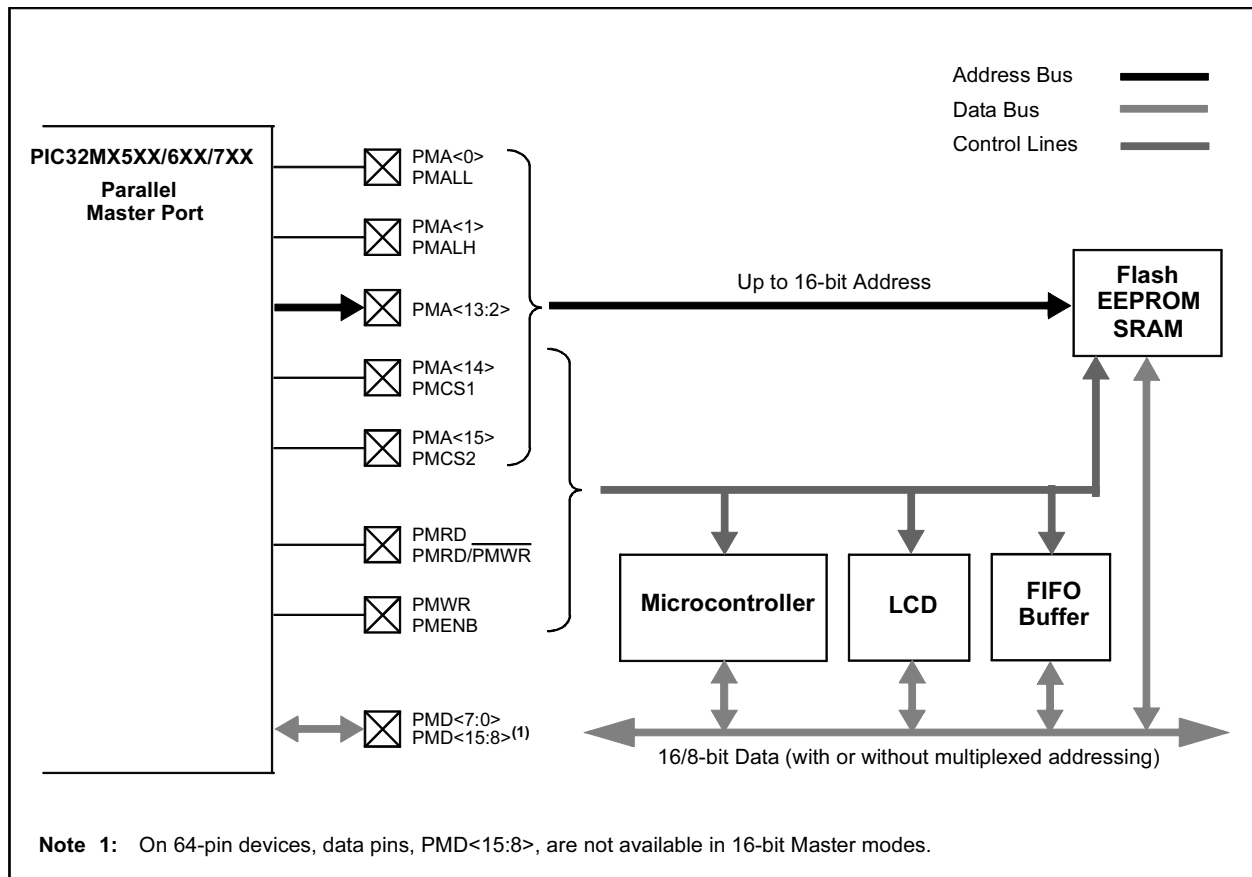 Address Bus
Data Bus
Control Lines
PIC32MX5XX/6XX/7XX
Parallel
Master Port
PMA<0>
PMALL
PMA<1>
PMALH
PMA<13:2>
PMA<14>
PMCS1
PMA<15>
PMCS2
PMRD
PMRD/PMWR
PMWR
PMENB
PMD<7:0>
PMD<15:8>(1)
Up to 16-bit Address
Flash
EEPROM
SRAM
Microcontroller
LCD
FIFO
Buffer
16/8-bit Data (with or without multiplexed addressing)
Note 1: On 64-pin devices, data pins, PMD<15:8>, are not available in 16-bit Master modes.